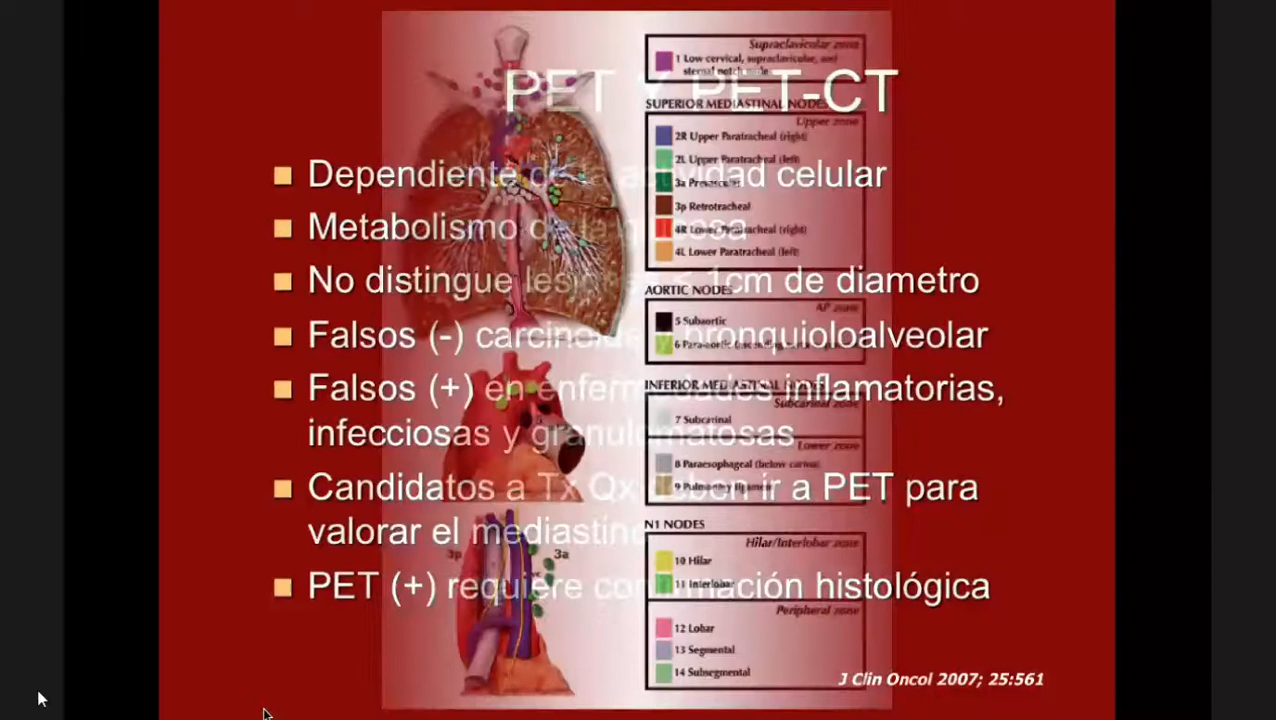 PET Y PET-CT
Dependiente de la actividad celular
Metabolismo de la glucosa
No distingue lesiones < 1cm de diametro
Falsos (-) carcinoide y bronquioloalveolar
Falsos (+) en enfermedades inflamatorias,
infecciosas y granulomatosas
Candidatos a Tx Qx deben ir a PET para
valorar el mediastino
PET (+) requiere confirmación histológica
J Clin Oncol 2007; 25:561
Supraclavicular zone
1 Low cervical, supraclavicular, and
sternal notch nodes
SUPERIOR MEDIASTINAL NODES
Upper zone
2R Upper Paratracheal (right)
2L Upper Paratracheal (left)
3a Prevascular
3p Retrotracheal
4R Lower Paratracheal (right)
4L Lower Paratracheal (left)
AORTIC NODES
AP zone
5 Subaortic
6 Para-aortic (ascending
INFERIOR MEDIASTINAL NODES
Subcarinal zone
7 Subcarinal
Lower zone
8 Paraesophageal (below carina)
9 Pulmonary ligament
N1 NODES
Hilar/Interlobar zone
10 Hilar
11 Interlobar
Peripheral zone
12 Lobar
13 Segmental
14 Subsegmental
3p
3a